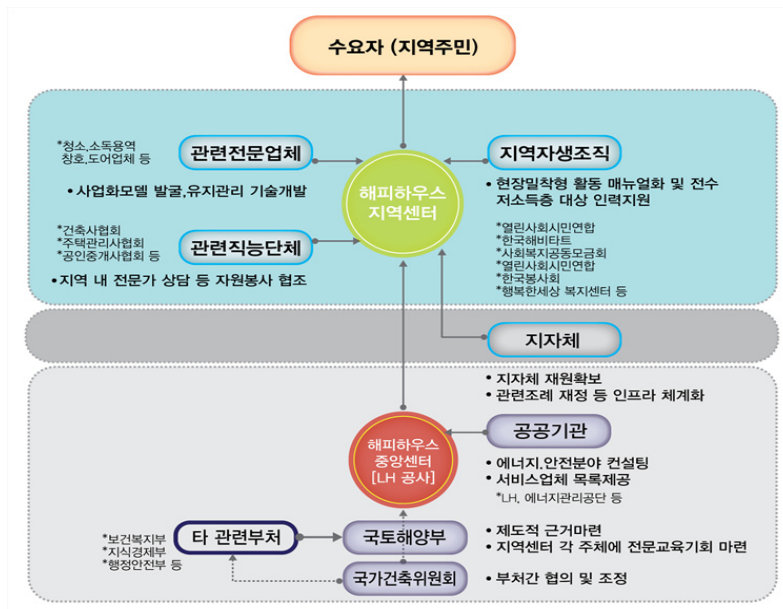 수요자 (지역주민)
*청소,소독용역
창호,도어업체 등
관련전문업체
• 사업화모델 발굴,유지관리 기술개발
*건축사협회
*주택관리사협회
*공인중개사협회 등
관련직능단체
• 지역 내 전문가 상담 등 자원봉사 협조
해피하우스
지역센터
지역자생조직
• 현장밀착형 활동 매뉴얼화 및 전수
저소득층 대상 인력지원
*열린사회시민연합
*한국해비타트
*사회복지공동모금회
*열린사회시민연합
*한국봉사회
*행복한세상 복지센터 등
지자체
• 지자체 재원확보
• 관련조례 재정 등 인프라 체계화
해피하우스
중앙센터
[LH 공사]
공공기관
• 에너지,안전분야 컨설팅
• 서비스업체 목록제공
*LH, 에너지관리공단 등
*보건복지부
*지식경제부
*행정안전부 등
타 관련부처
국토해양부
• 제도적 근거마련
• 지역센터 각 주체에 전문교육기회 마련
국가건축위원회
• 부처간 협의 및 조정